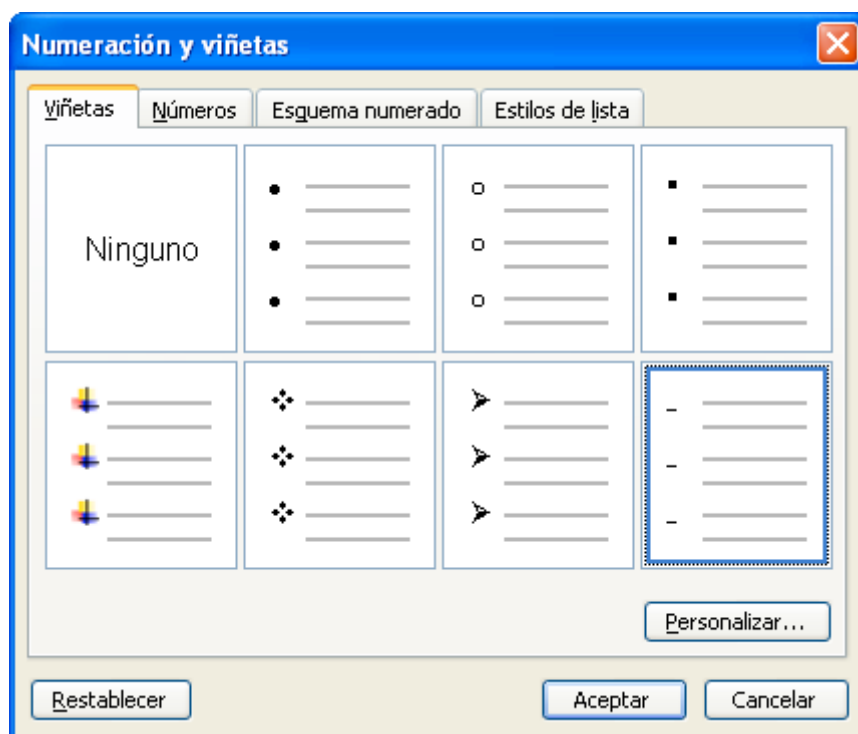 Numeración y viñetas
Viñetas Números Esquema numerado Estilos de lista
Ninguno
Personalizar...
Restablecer Aceptar Cancelar